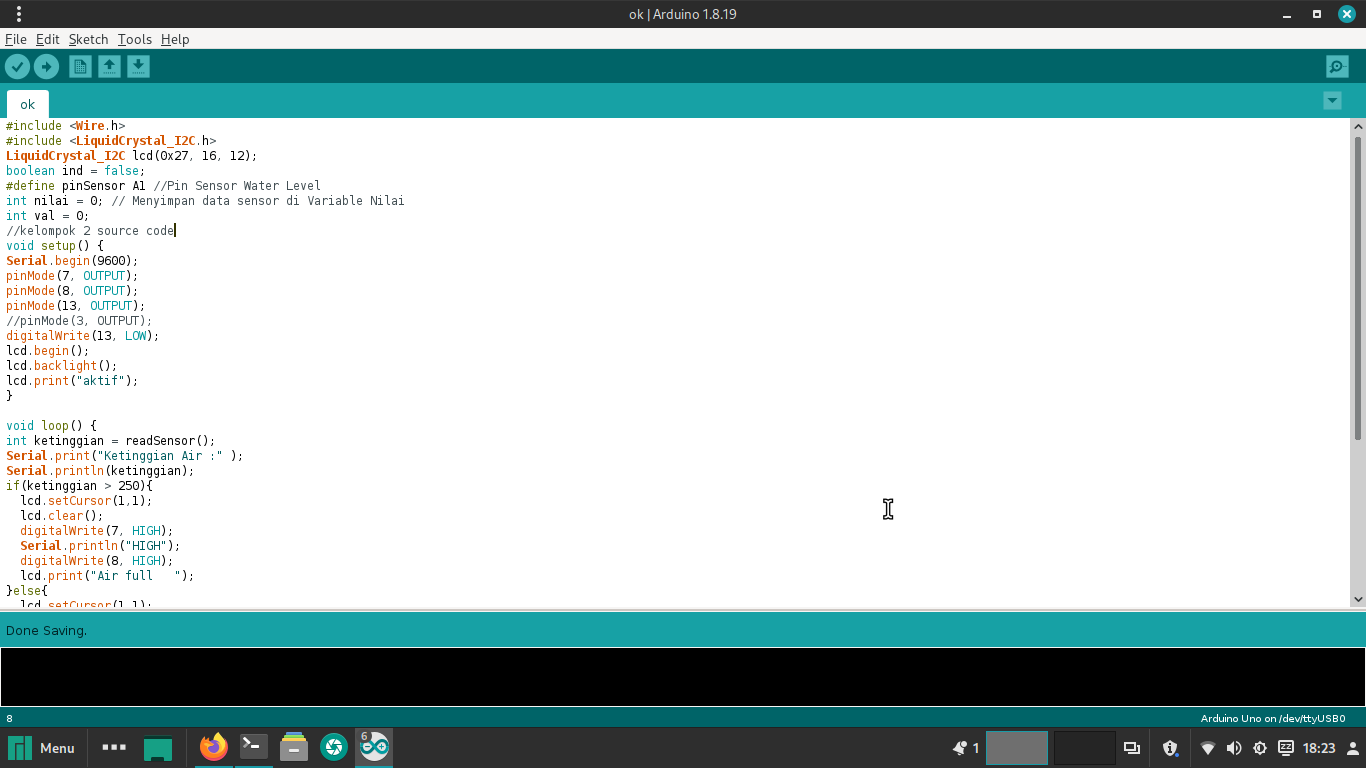 ok | Arduino 1.8.19
File Edit Sketch Tools Help
ok
#include <Wire.h>
#include <LiquidCrystal_I2C.h>
LiquidCrystal_I2C lcd(0x27, 16, 12);
boolean ind = false;
#define pinSensor A1 //Pin Sensor Water Level
int nilai = 0; // Menyimpan data sensor di Variable Nilai
int val = 0;
//kelompok 2 source code
void setup() {
Serial.begin(9600);
pinMode(7, OUTPUT);
pinMode(8, OUTPUT);
pinMode(13, OUTPUT);
//pinMode(3, OUTPUT);
digitalWrite(13, LOW);
lcd.begin();
lcd.backlight();
lcd.print("aktif");
}
void loop() {
int ketinggian = readSensor();
Serial.print("Ketinggian Air :" );
Serial.println(ketinggian);
if(ketinggian > 250){
  lcd.setCursor(1,1);
  lcd.clear();
  digitalWrite(7, HIGH);
  Serial.println("HIGH");
  digitalWrite(8, HIGH);
  lcd.print("Air full   ");
}else{
  lcd.setCursor(1,1);
Done Saving.
8 Arduino Uno on /dev/ttyUSB0
Menu 6 1 zz 18:23